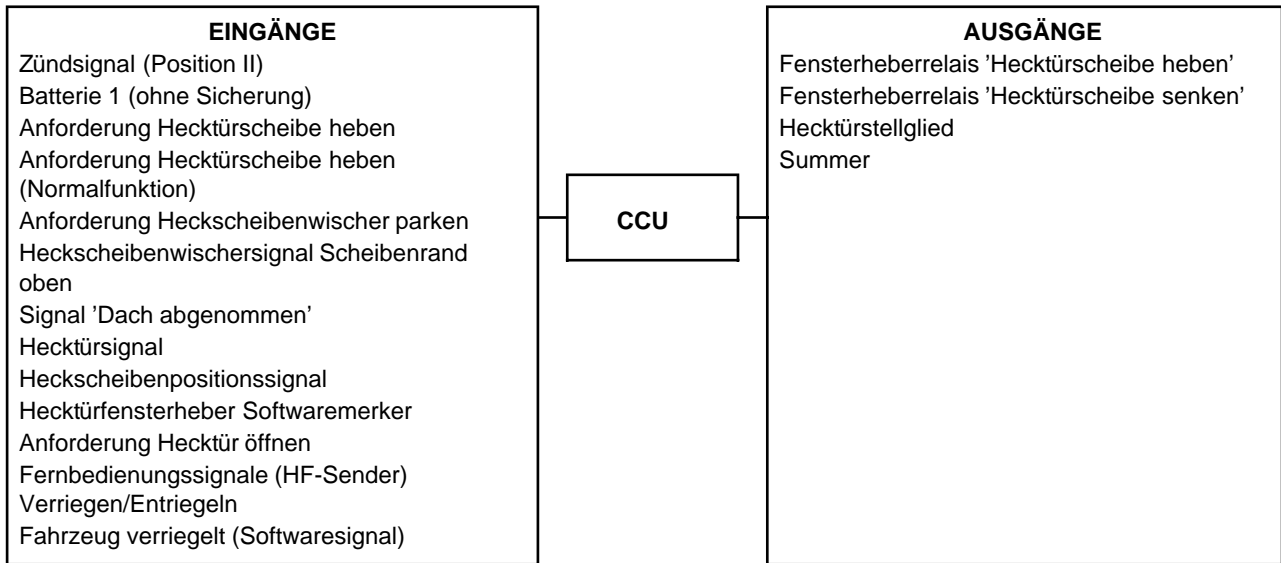 EINGÄNGE
Zündsignal (Position II)
Batterie 1 (ohne Sicherung)
Anforderung Hecktürscheibe heben
Anforderung Hecktürscheibe heben
(Normalfunktion)
Anforderung Heckscheibenwischer parken
Heckscheibenwischersignal Scheibenrand
oben
Signal ’Dach abgenommen’
Hecktürsignal
Heckscheibenpositionssignal
Hecktürfensterheber Softwaremerker
Anforderung Hecktür öffnen
Fernbedienungssignale (HF-Sender)
Verriegen/Entriegeln
Fahrzeug verriegelt (Softwaresignal)
CCU
AUSGÄNGE
Fensterheberrelais ’Hecktürscheibe heben’
Fensterheberrelais ’Hecktürscheibe senken’
Hecktürstellglied
Summer